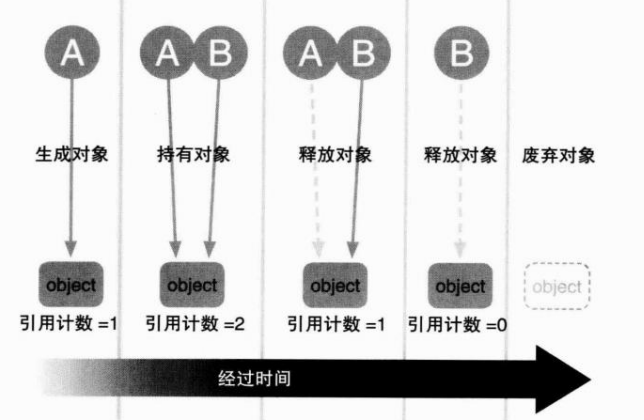 A
A B
A B
B
生成对象
持有对象
释放对象
释放对象
废弃对象
object
object
object
object
object
引用计数 =1
引用计数 =2
引用计数 =1
引用计数 =0
经过时间